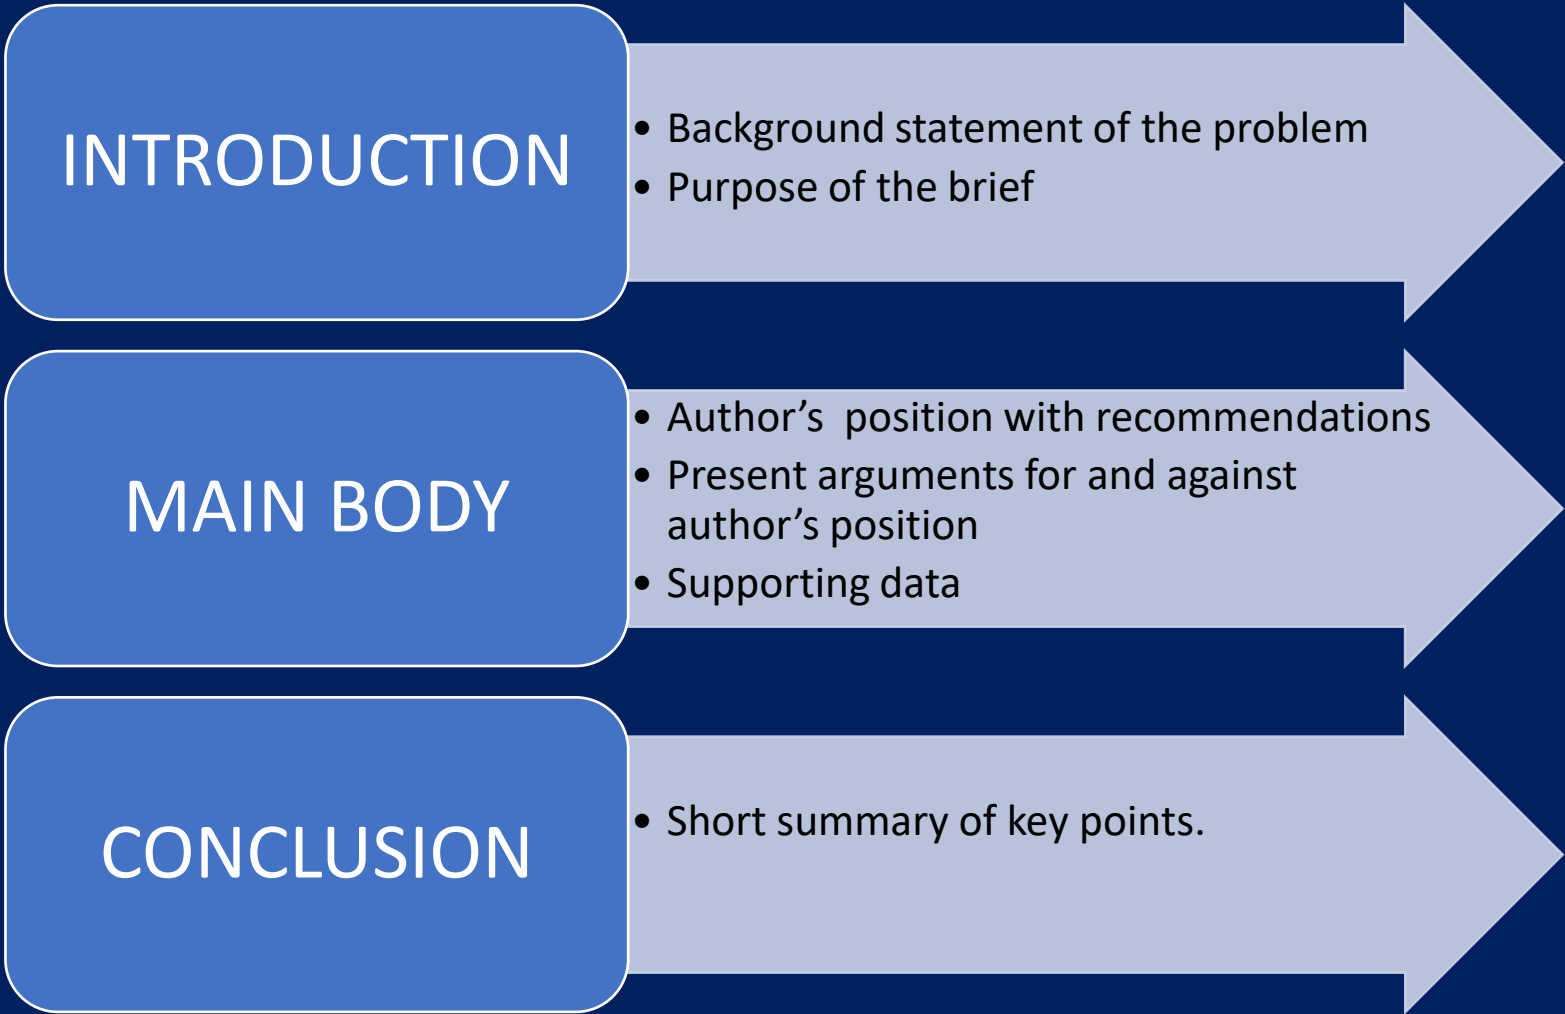 INTRODUCTION
• Background statement of the problem
• Purpose of the brief
MAIN BODY
• Author’s  position with recommendations
• Present arguments for and against
author’s position
• Supporting data
CONCLUSION
• Short summary of key points.